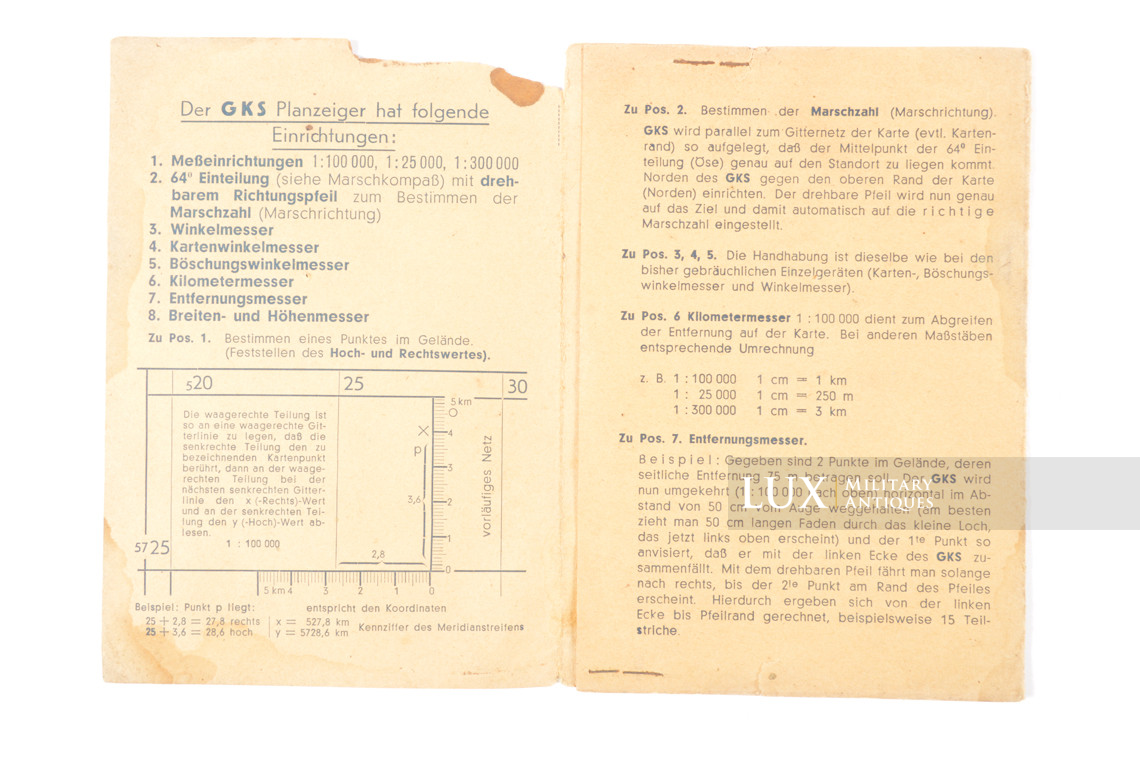 Der GKS Planzeiger hat folgende
Einrichtungen:
1. Meßeinrichtungen 1:100 000, 1:25 000, 1:300 000
2. 64° Einteilung (siehe Marschkompaß) mit dreh-
barem Richtungspfeil zum Bestimmen der
Marschzahl (Marschrichtung)
3. Winkelmesser
4. Kartenwinkelmesser
5. Böschungswinkelmesser
6. Kilometermesser
7. Entfernungsmesser
8. Breiten- und Höhenmesser
Zu Pos. 1. Bestimmen eines Punktes im Gelände.
(Feststellen des Hoch- und Rechtswertes).
520 25 30
Die waagerechte Teilung ist
so an eine waagerechte Git-
terlinie zu legen, daß die
senkrechte Teilung den zu
bezeichnenden Kartenpunkt
berührt, dann an der waage-
rechten Teilung bei der
nächsten senkrechten Gitter-
linie den x (-Rechts)-Wert
und an der senkrechten Tei-
lung den y (-Hoch)-Wert ab-
lesen.
1 : 100 000
5 km
O
X
p
4
3
3,6
2
1
0
vorläufiges Netz
5725
2,8
5 km 4 3 2 1 0
Beispiel: Punkt p liegt: entspricht den Koordinaten
25 + 2,8 = 27,8 rechts x = 527,8 km
25 + 3,6 = 28,6 hoch y = 5728,6 km
Kennziffer des Meridianstreifens
Zu Pos. 2. Bestimmen der Marschzahl (Marschrichtung).
GKS wird parallel zum Gitternetz der Karte (evtl. Karten-
rand) so aufgelegt, daß der Mittelpunkt der 64° Ein-
teilung (Öse) genau auf den Standort zu liegen kommt.
Norden des GKS gegen den oberen Rand der Karte
(Norden) einrichten. Der drehbare Pfeil wird nun genau
auf das Ziel und damit automatisch auf die richtige
Marschzahl eingestellt.
Zu Pos. 3, 4, 5. Die Handhabung ist dieselbe wie bei den
bisher gebräuchlichen Einzelgeräten (Karten-, Böschungs-
winkelmesser und Winkelmesser).
Zu Pos. 6 Kilometermesser 1 : 100 000 dient zum Abgreifen
der Entfernung auf der Karte. Bei anderen Maßstäben
entsprechende Umrechnung
z. B. 1 : 100 000 1 cm = 1 km
1 : 25 000 1 cm = 250 m
1 : 300 000 1 cm = 3 km
Zu Pos. 7. Entfernungsmesser.
Beispiel: Gegeben sind 2 Punkte im Gelände, deren
seitliche Entfernung 75 m betragen soll. Der GKS wird
nun umgekehrt (1 : 100 000 nach oben) horizontal im Ab-
stand von 50 cm vom Auge weggehalten (am besten
zieht man 50 cm langen Faden durch das kleine Loch,
das jetzt links oben erscheint) und der 1te Punkt so
anvisiert, daß er mit der linken Ecke des GKS zu-
sammenfällt. Mit dem drehbaren Pfeil fährt man solange
nach rechts, bis der 2te Punkt am Rand des Pfeiles
erscheint. Hierdurch ergeben sich von der linken
Ecke bis Pfeilrand gerechnet, beispielsweise 15 Teil-
striche.
LUX MILITARY
ANTIQUES